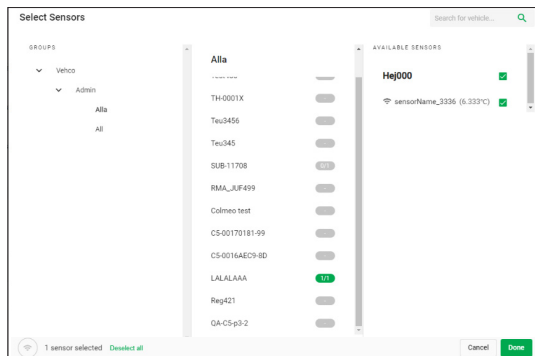 Select Sensors
Search for vehicle...
GROUPS
Vehco
Admin
Alla
All
Alla
TH-0001X
-
Teu3456
-
Teu345
-
SUB-11708
0/1
RMA_JUF499
-
Colmeo test
-
C5-00170181-99
-
C5-0016AEC9-8D
-
LALALAAA
1/1
Reg421
-
QA-C5-p3-2
-
AVAILABLE SENSORS
Hej000
sensorName_3336 (6.333°C)
1 sensor selected Deselect all
Cancel Done